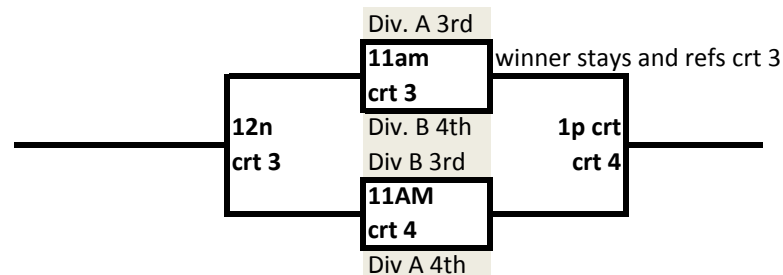 Div. A 3rd
11am winner stays and refs crt 3
crt 3
12n Div. B 4th 1p crt
crt 3 Div B 3rd crt 4
11AM
crt 4
Div A 4th